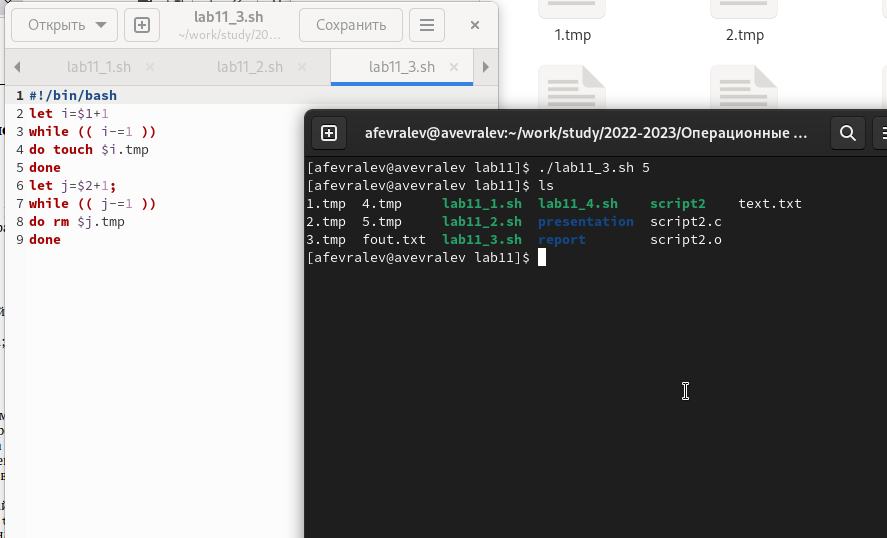 Открыть
lab11_3.sh
~/work/study/20...
Сохранить
lab11_1.sh
lab11_2.sh
lab11_3.sh
1 #!/bin/bash
2 let i=$1+1
3 while (( i-=1 ))
4 do touch $i.tmp
5 done
6 let j=$2+1;
7 while (( j-=1 ))
8 do rm $j.tmp
9 done
1.tmp
2.tmp
afevralev@avevralev:~/work/study/2022-2023/Операционные ...
[afevralev@avevralev lab11]$ ./lab11_3.sh 5
[afevralev@avevralev lab11]$ ls
1.tmp 4.tmp lab11_1.sh lab11_4.sh script2 text.txt
2.tmp 5.tmp lab11_2.sh presentation script2.c
3.tmp fout.txt lab11_3.sh report script2.o
[afevralev@avevralev lab11]$